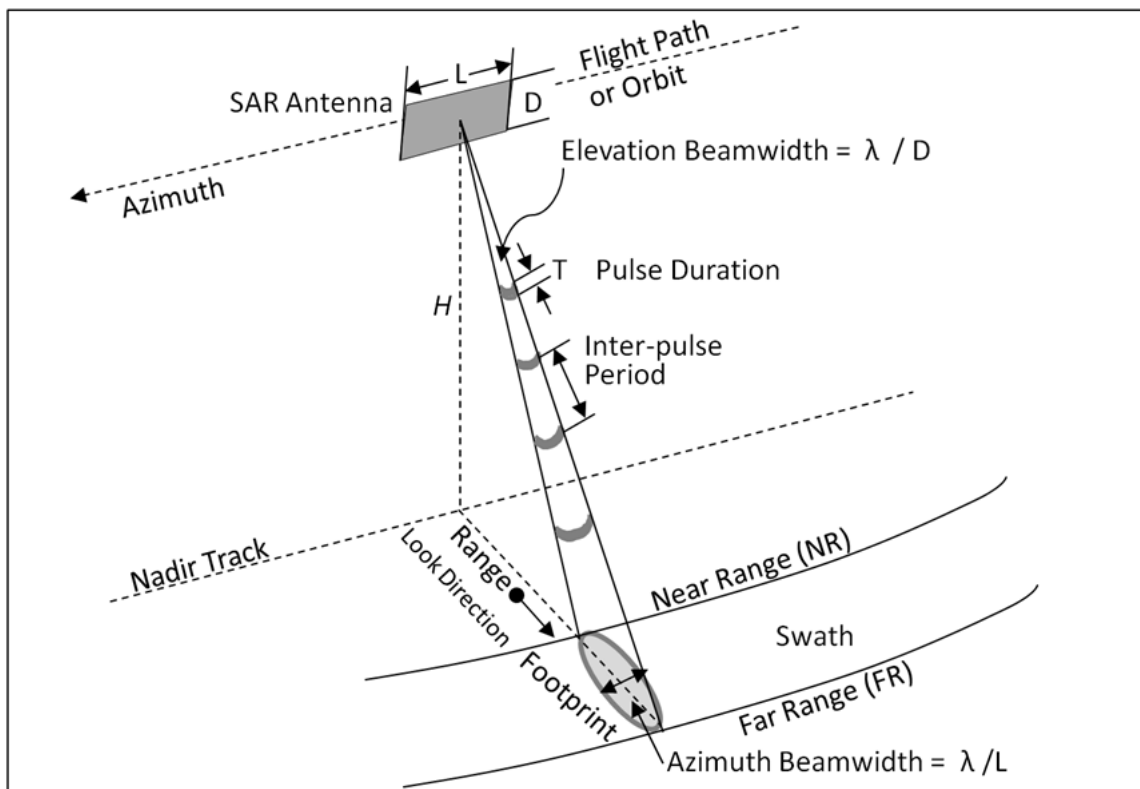 Flight Path
or Orbit
L
D
SAR Antenna
Elevation Beamwidth = λ / D
Azimuth
T Pulse Duration
H
Inter-pulse
Period
Nadir Track
Range
Look Direction
Near Range (NR)
Swath
Footprint
Far Range (FR)
Azimuth Beamwidth = λ /L